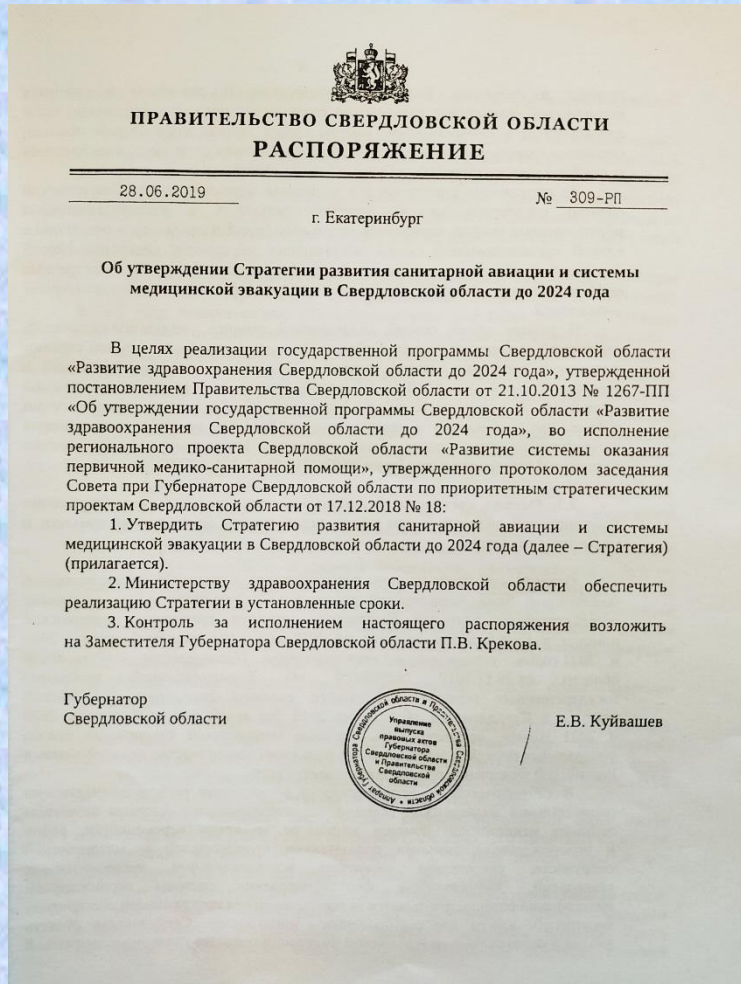 ПРАВИТЕЛЬСТВО СВЕРДЛОВСКОЙ ОБЛАСТИ
РАСПОРЯЖЕНИЕ
28.06.2019
№ 309-РП
г. Екатеринбург
Об утверждении Стратегии развития санитарной авиации и системы
медицинской эвакуации в Свердловской области до 2024 года
В целях реализации государственной программы Свердловской области
«Развитие здравоохранения Свердловской области до 2024 года», утвержденной
постановлением Правительства Свердловской области от 21.10.2013 № 1267-ПП
«Об утверждении государственной программы Свердловской области «Развитие
здравоохранения Свердловской области до 2024 года», во исполнение
регионального проекта Свердловской области «Развитие системы оказания
первичной медико-санитарной помощи», утвержденного протоколом заседания
Совета при Губернаторе Свердловской области по приоритетным стратегическим
проектам Свердловской области от 17.12.2018 № 18:
1. Утвердить Стратегию развития санитарной авиации и системы
медицинской эвакуации в Свердловской области до 2024 года (далее – Стратегия)
(прилагается).
2. Министерству здравоохранения Свердловской области обеспечить
реализацию Стратегии в установленные сроки.
3. Контроль за исполнением настоящего распоряжения возложить
на Заместителя Губернатора Свердловской области П.В. Крекова.
Губернатор
Свердловской области
Е.В. Куйвашев
Аппарат Губернатора Свердловской области и Правительства Свердловской области
Управление
выпуска
правовых актов
Губернатора
Свердловской области
и Правительства
Свердловской
области